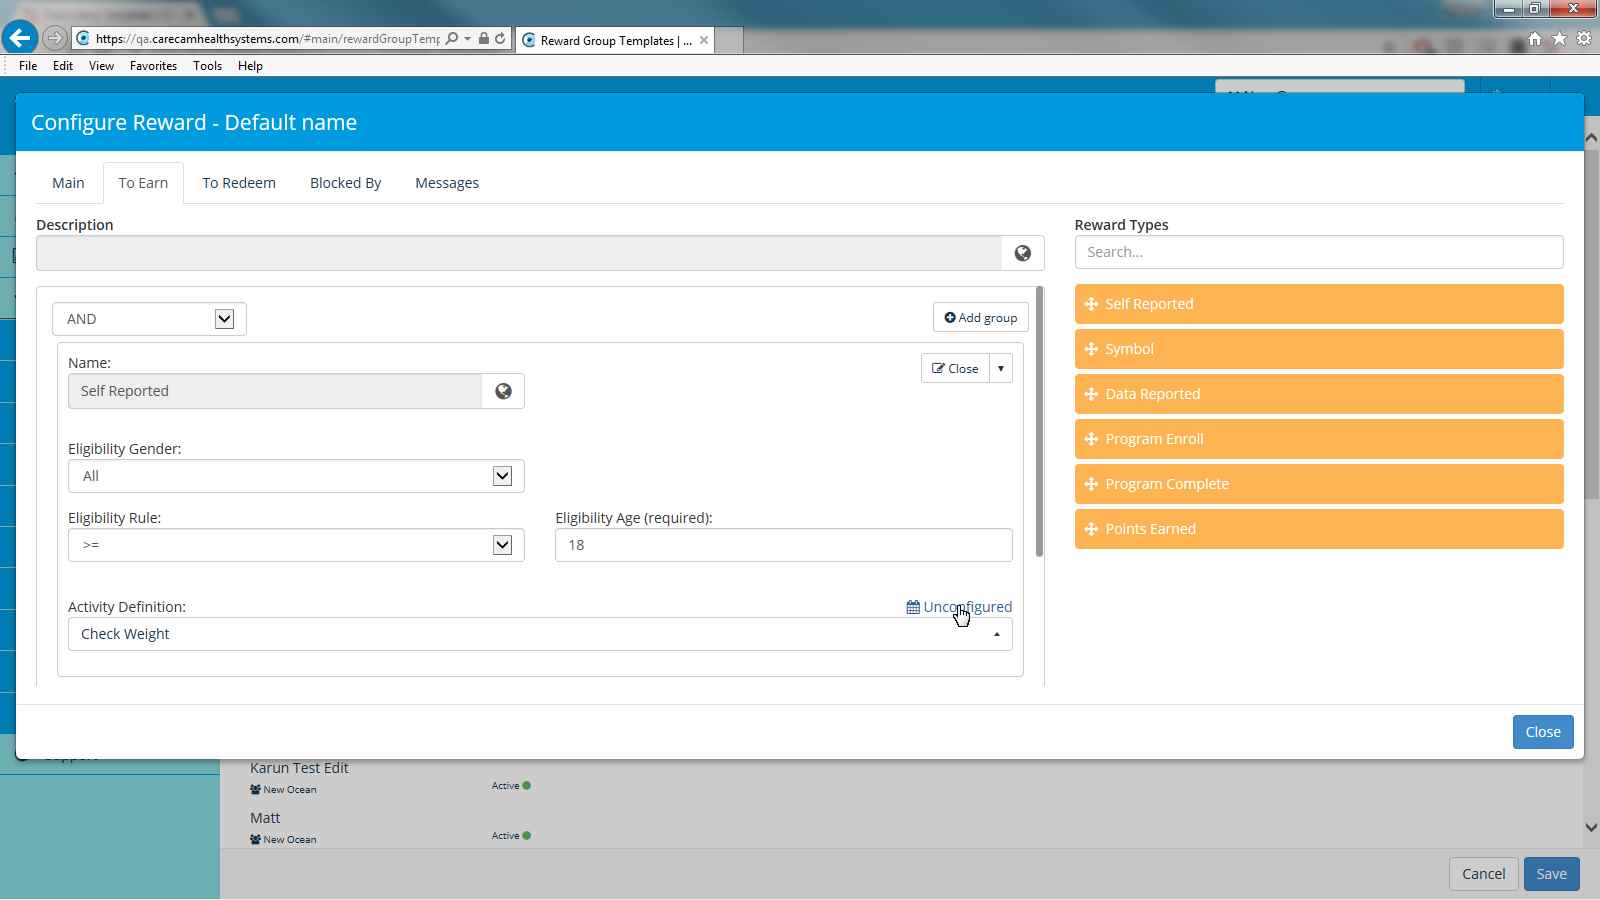 https://qa.carecamhealthsystems.com/#main/rewardGroupTemp
Reward Group Templates | ...
File Edit View Favorites Tools Help
Configure Reward - Default name
Main To Earn To Redeem Blocked By Messages
Description
Reward Types
Search...
AND
Add group
Self Reported
Symbol
Data Reported
Program Enroll
Program Complete
Points Earned
Name:
Close
Self Reported
Eligibility Gender:
All
Eligibility Rule:
Eligibility Age (required):
>=
18
Activity Definition:
Unconfigured
Check Weight
Close
Karun Test Edit
New Ocean
Active
Matt
New Ocean
Active
Cancel
Save